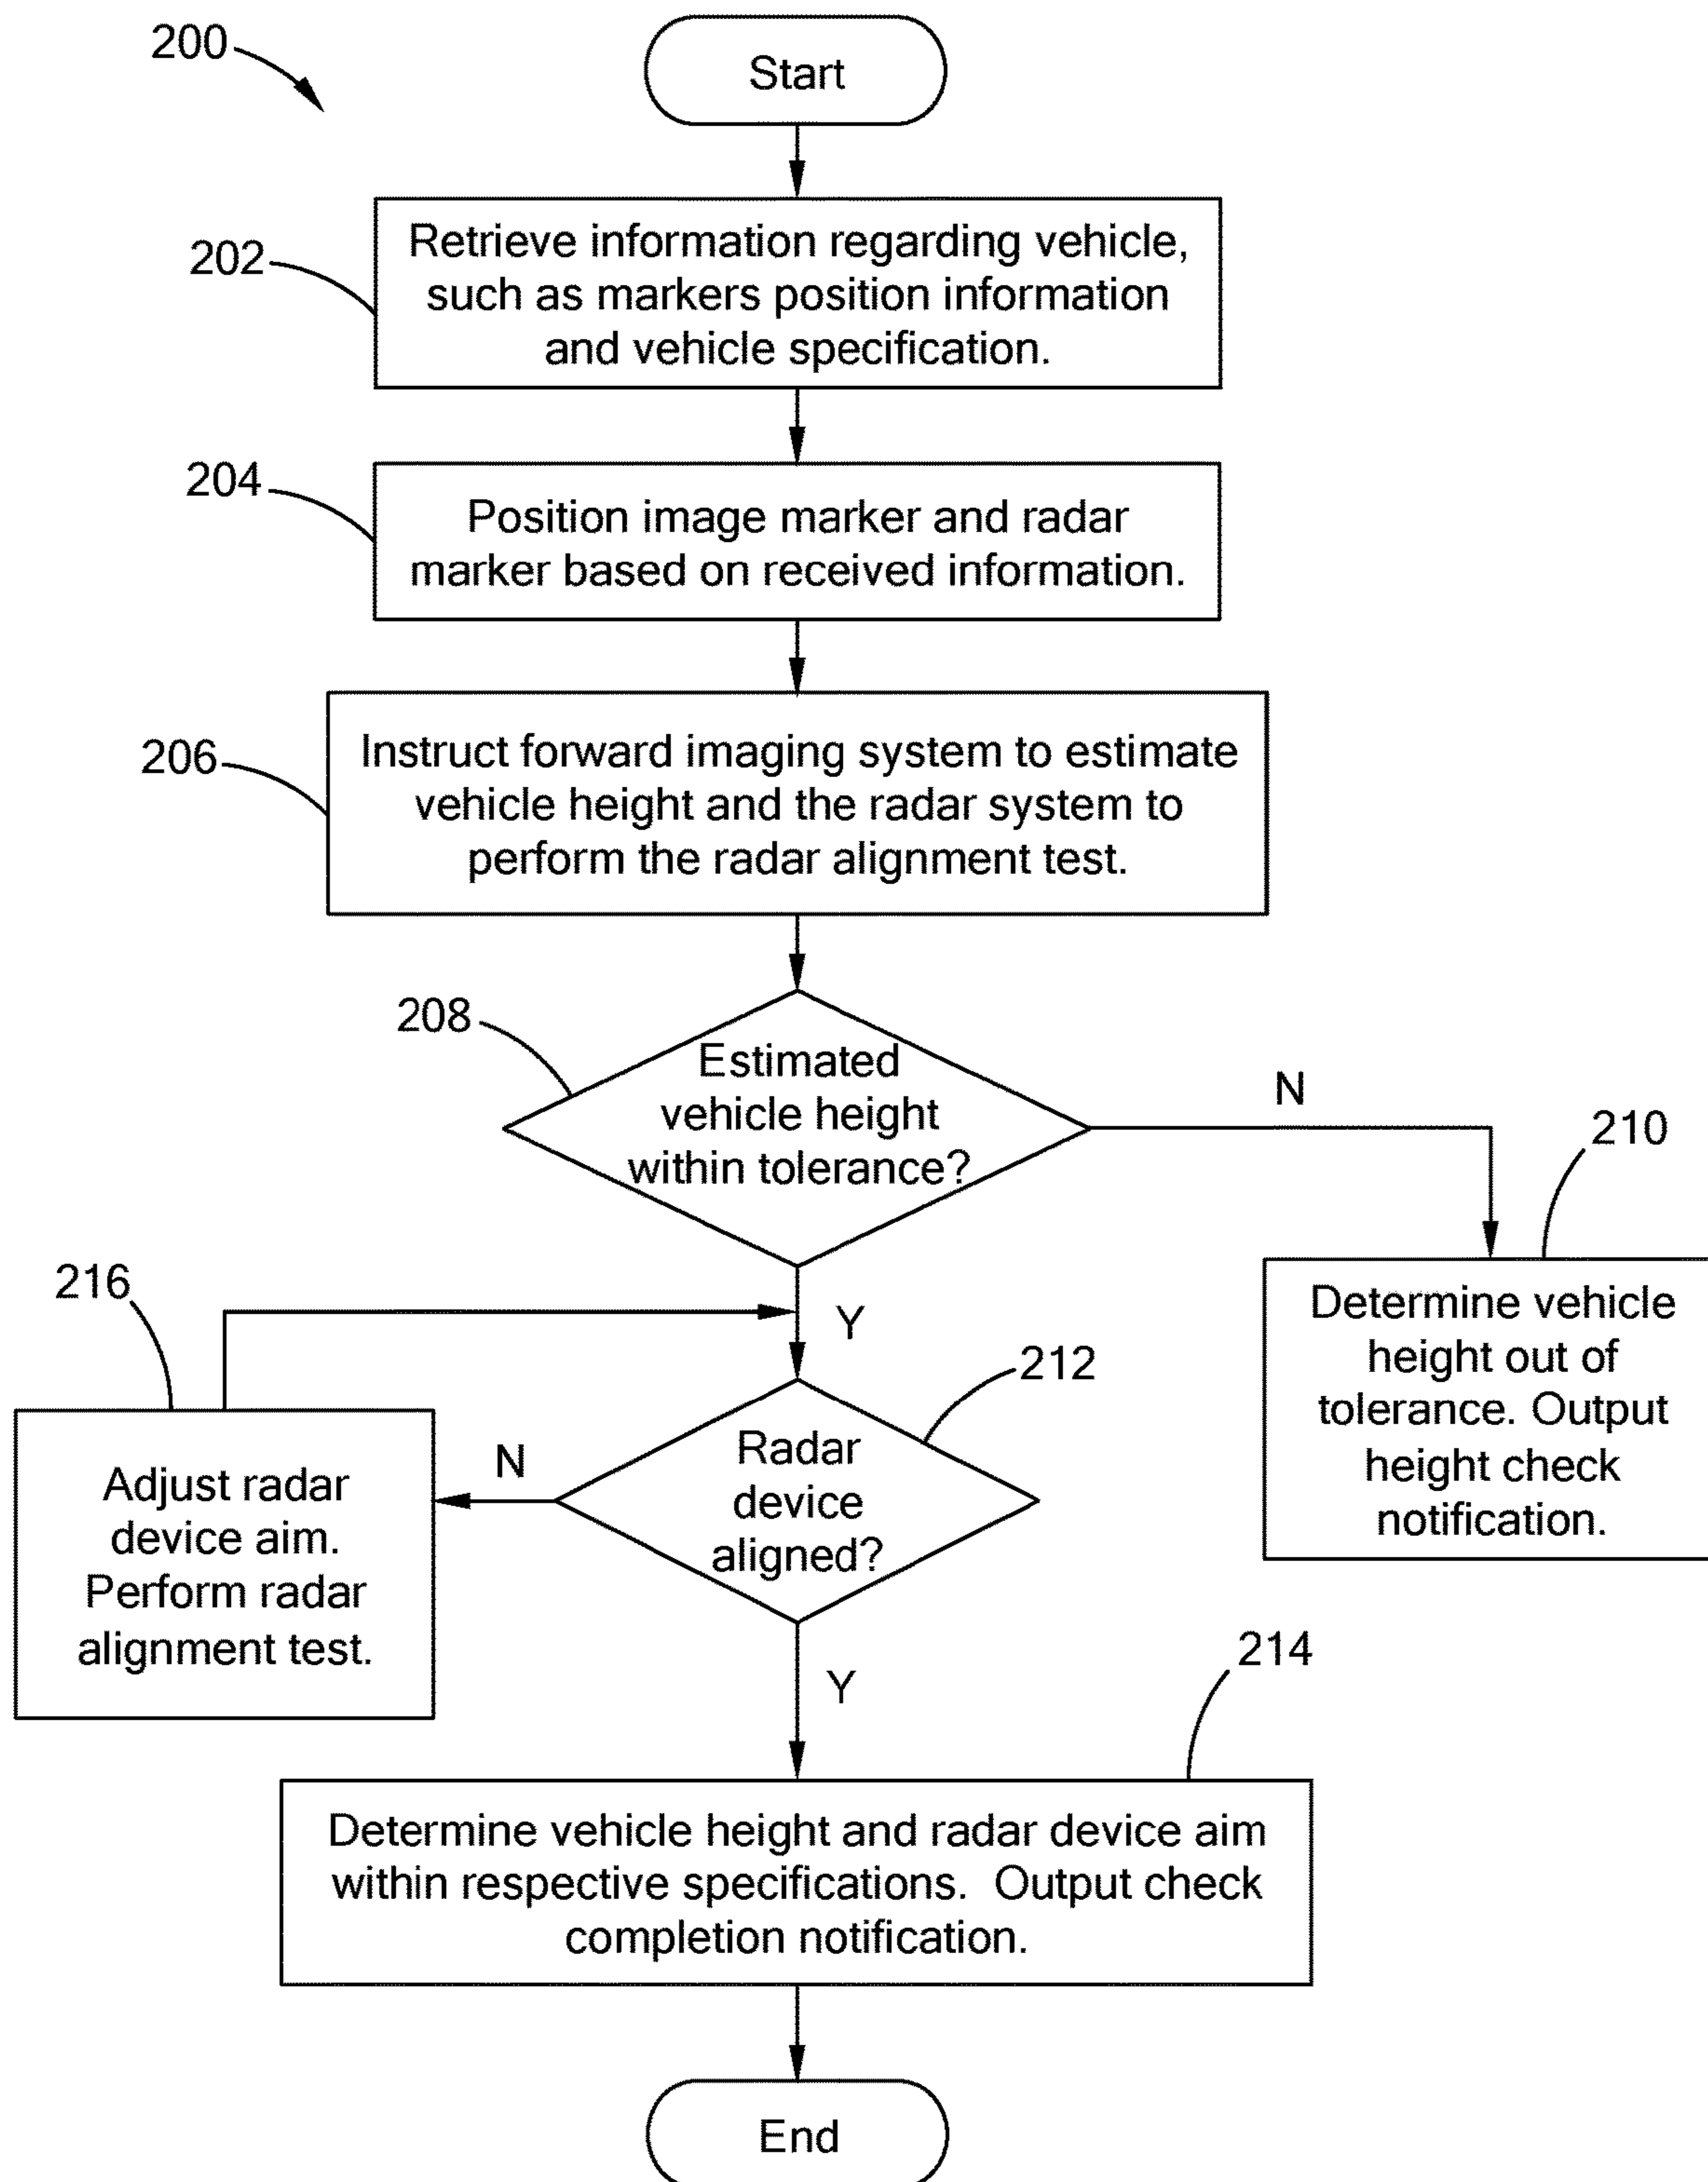 200
Start
202
Retrieve information regarding vehicle,
such as markers position information
and vehicle specification.
204
Position image marker and radar
marker based on received information.
206
Instruct forward imaging system to estimate
vehicle height and the radar system to
perform the radar alignment test.
208
Estimated
vehicle height
within tolerance?
N
210
Determine vehicle
height out of
tolerance. Output
height check
notification.
Y
216
Adjust radar
device aim.
Perform radar
alignment test.
N
212
Radar
device
aligned?
Y
214
Determine vehicle height and radar device aim
within respective specifications. Output check
completion notification.
End